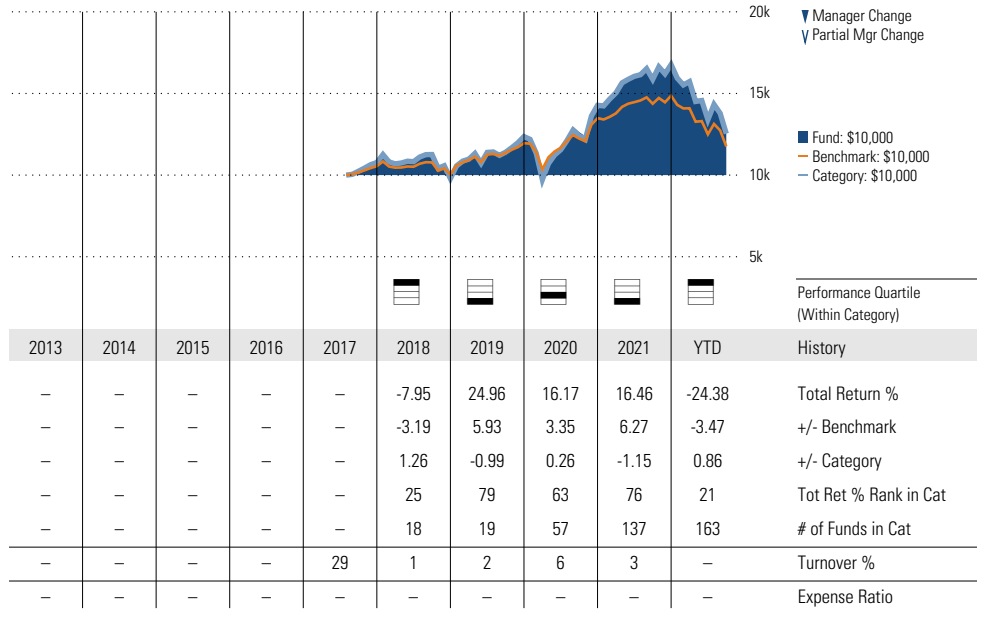 20k
▼ Manager Change
Partial Mgr Change
15k
Fund: $10,000
Benchmark: $10,000
Category: $10,000
10k
5k
Performance Quartile
(Within Category)
2013 2014 2015 2016 2017 2018 2019 2020 2021 YTD History
– – – – – -7.95 24.96 16.17 16.46 -24.38 Total Return %
– – – – – -3.19 5.93 3.35 6.27 -3.47 +/- Benchmark
– – – – – 1.26 -0.99 0.26 -1.15 0.86 +/- Category
– – – – – 25 79 63 76 21 Tot Ret % Rank in Cat
– – – – – 18 19 57 137 163 # of Funds in Cat
– – – – 29 1 2 6 3 – Turnover %
– – – – – – – – – – Expense Ratio